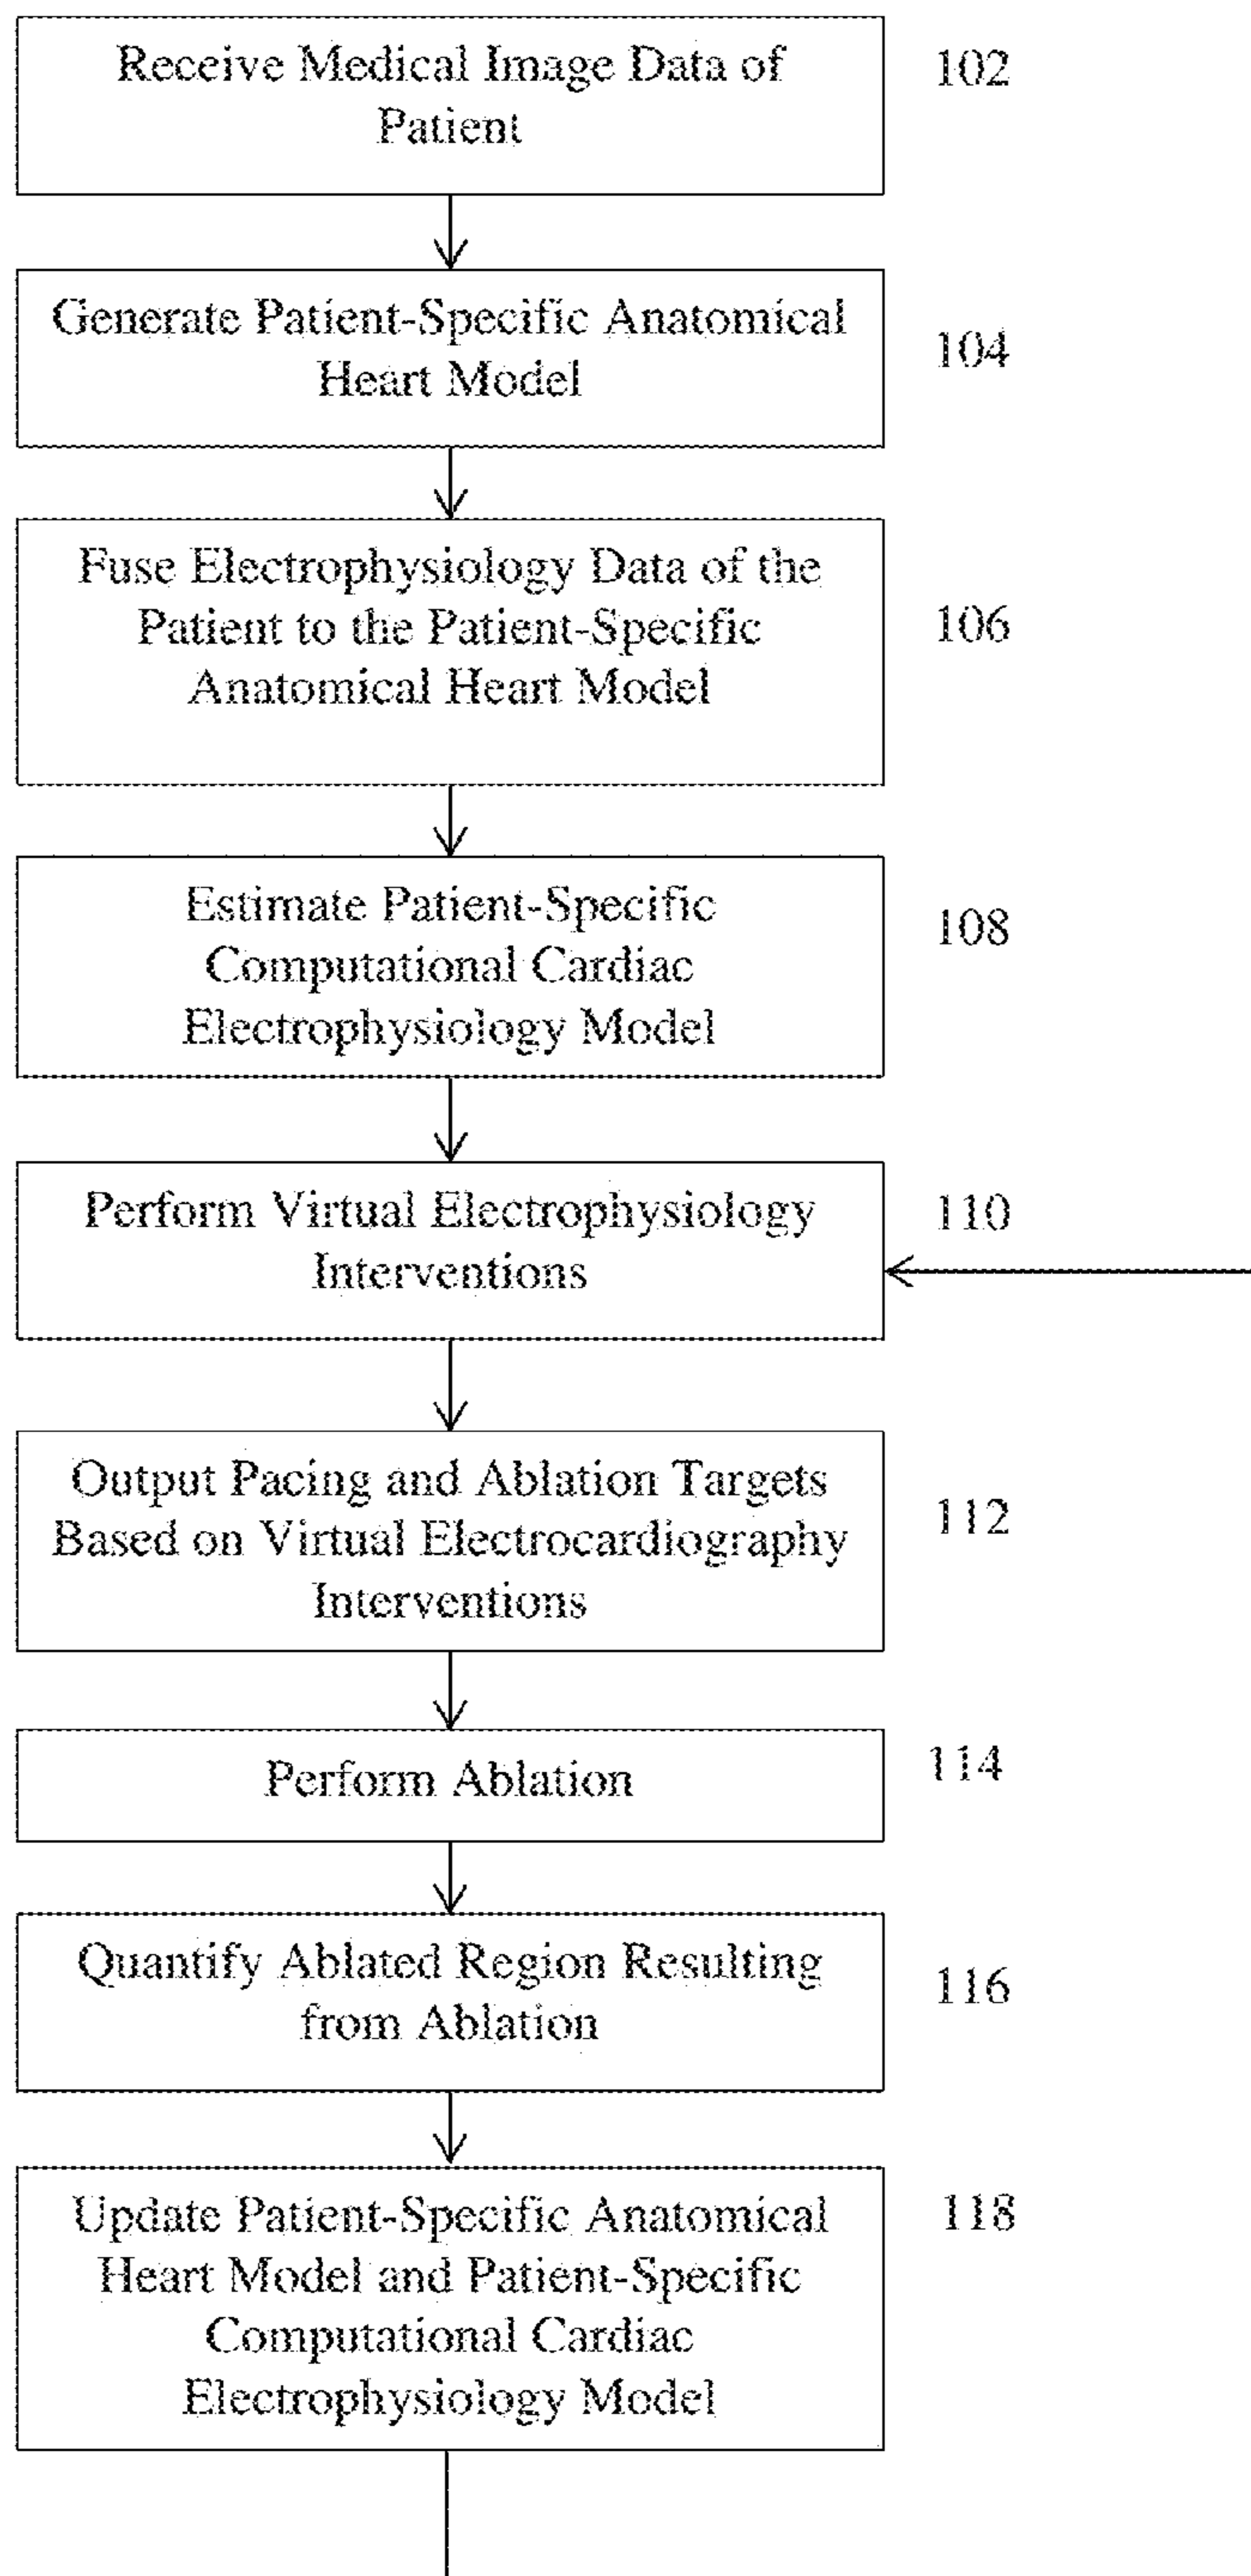 Receive Medical Image Data of
Patient
102
Generate Patient-Specific Anatomical
Heart Model
104
Fuse Electrophysiology Data of the
Patient to the Patient-Specific
Anatomical Heart Model
106
Estimate Patient-Specific
Computational Cardiac
Electrophysiology Model
108
Perform Virtual Electrophysiology
Interventions
110
Output Pacing and Ablation Targets
Based on Virtual Electrocardiography
Interventions
112
Perform Ablation
114
Quantify Ablated Region Resulting
from Ablation
116
Update Patient-Specific Anatomical
Heart Model and Patient-Specific
Computational Cardiac
Electrophysiology Model
118